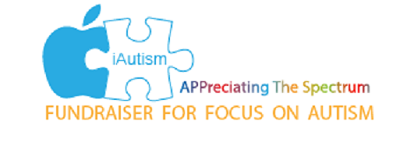 iAutism
APPreciating The Spectrum
FUNDRAISER FOR FOCUS ON AUTISM